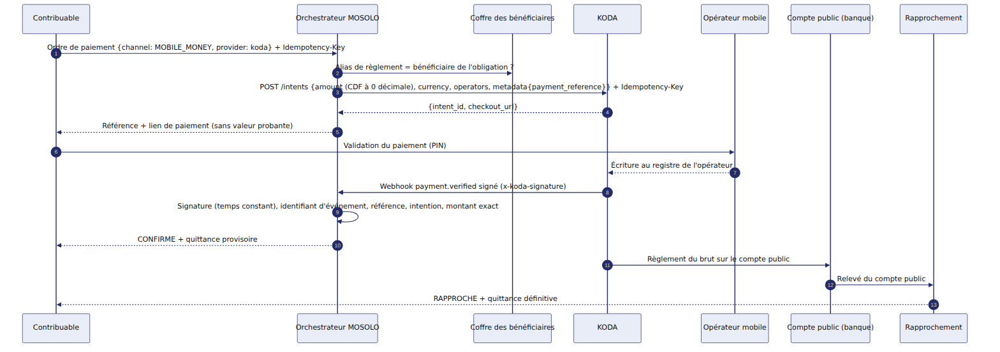 Contribuable
Orchestrateur MOSOLO
Coffre des bénéficiaires
KODA
Opérateur mobile
Compte public (banque)
Rapprochement
Ordre de paiement {channel: MOBILE_MONEY, provider: koda} + Idempotency-Key
1
Alias de règlement = bénéficiaire de l'obligation ?
2
POST /intents {amount (CDF à 0 décimale), currency, operators, metadata{payment_reference}} + Idempotency-Key
3
{intent_id, checkout_url}
4
Référence + lien de paiement (sans valeur probante)
5
Validation du paiement (PIN)
6
Écriture au registre de l'opérateur
7
Webhook payment.verified signé (x-koda-signature)
8
Signature (temps constant), identifiant d'événement, référence, intention, montant exact
9
CONFIRME + quittance provisoire
10
Règlement du brut sur le compte public
11
Relevé du compte public
12
RAPPROCHE + quittance définitive
13
Contribuable
Orchestrateur MOSOLO
Coffre des bénéficiaires
KODA
Opérateur mobile
Compte public (banque)
Rapprochement